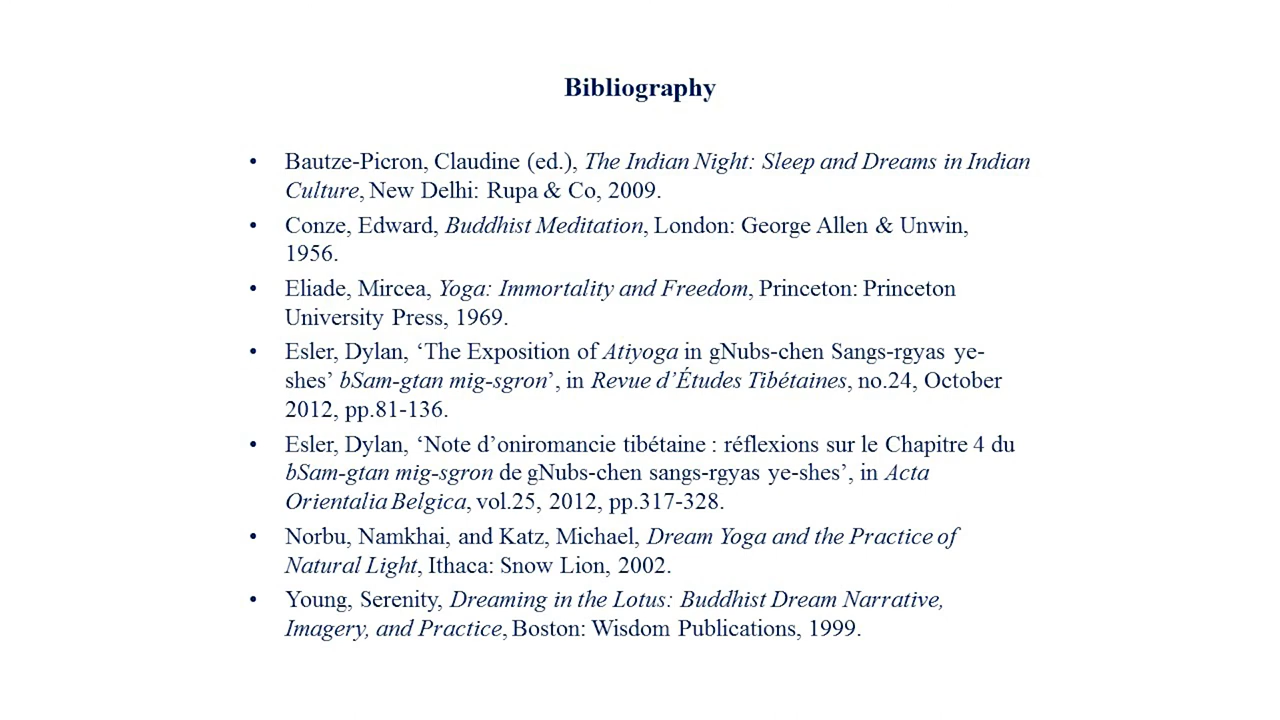 Bibliography
• Bautze-Picron, Claudine (ed.), The Indian Night: Sleep and Dreams in Indian
Culture, New Delhi: Rupa & Co, 2009.
• Conze, Edward, Buddhist Meditation, London: George Allen & Unwin,
1956.
• Eliade, Mircea, Yoga: Immortality and Freedom, Princeton: Princeton
University Press, 1969.
• Esler, Dylan, ‘The Exposition of Atiyoga in gNubs-chen Sangs-rgyas ye-
shes’ bSam-gtan mig-sgron’, in Revue d’Études Tibétaines, no.24, October
2012, pp.81-136.
• Esler, Dylan, ‘Note d’oniromancie tibétaine : réflexions sur le Chapitre 4 du
bSam-gtan mig-sgron de gNubs-chen sangs-rgyas ye-shes’, in Acta
Orientalia Belgica, vol.25, 2012, pp.317-328.
• Norbu, Namkhai, and Katz, Michael, Dream Yoga and the Practice of
Natural Light, Ithaca: Snow Lion, 2002.
• Young, Serenity, Dreaming in the Lotus: Buddhist Dream Narrative,
Imagery, and Practice, Boston: Wisdom Publications, 1999.